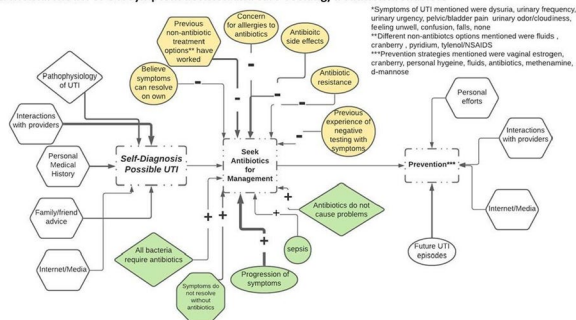 *Symptoms of UTI mentioned were dysuria, urinary frequency,
urinary urgency, pelvic/bladder pain urinary odor/cloudiness,
feeling unwell, confusion, falls, none
**Different non-antibiotcs options mentioned were fluids ,
cranberry , pyridium, tylenol/NSAIDS
***Prevention strategies mentioned were vaginal estrogen,
cranberry, personal hygeine, fluids, antibiotics, methenamine,
d-mannose
Previous
non-antibiotic
treatment
options** have
worked
Concern
for allergies to
antibiotics
Antibioitc
side effects
Believe
symptoms
can resolve
on own
Antibiotic
resistance
Previous
experience of
negative
testing with
symptoms
Pathophysiology
of UTI
Interactions
with providers
Personal
Medical
History
Family/friend
advice
Internet/Media
Self-Diagnosis
Possible UTI
Seek
Antibiotics
for
Management
Prevention***
Personal
efforts
Interactions
with providers
Internet/Media
Future UTI
episodes
All bacteria
require antibiotics
Symptoms do
not resolve
without
antibiotics
Progression of
symptoms
sepsis
Antibiotics do not
cause problems
-
-
-
-
-
-
+
+
+
+
+